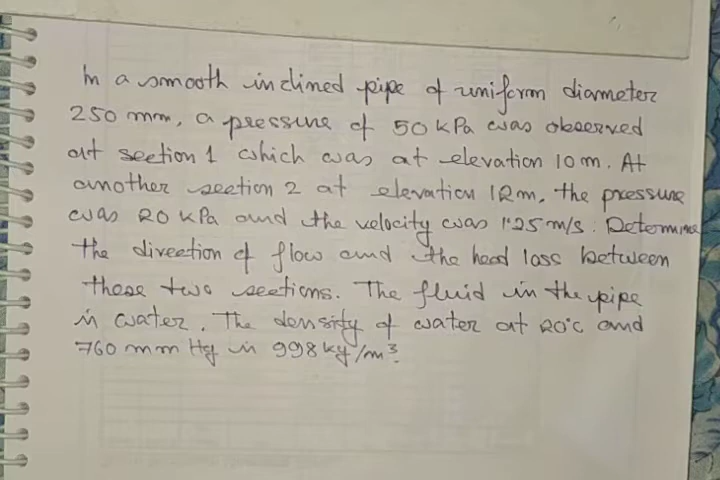 In a smooth inclined pipe of uniform diameter
250 mm, a pressure of 50 kPa was observed
at section 1 which was at elevation 10 m. At
another section 2 at elevation 12 m, the pressure
was 20 kPa and the velocity was 1.25 m/s. Determine
the direction of flow and the head loss between
these two sections. The fluid in the pipe
is water. The density of water at 20°C and
760 mm Hg is 998 kg/m³.